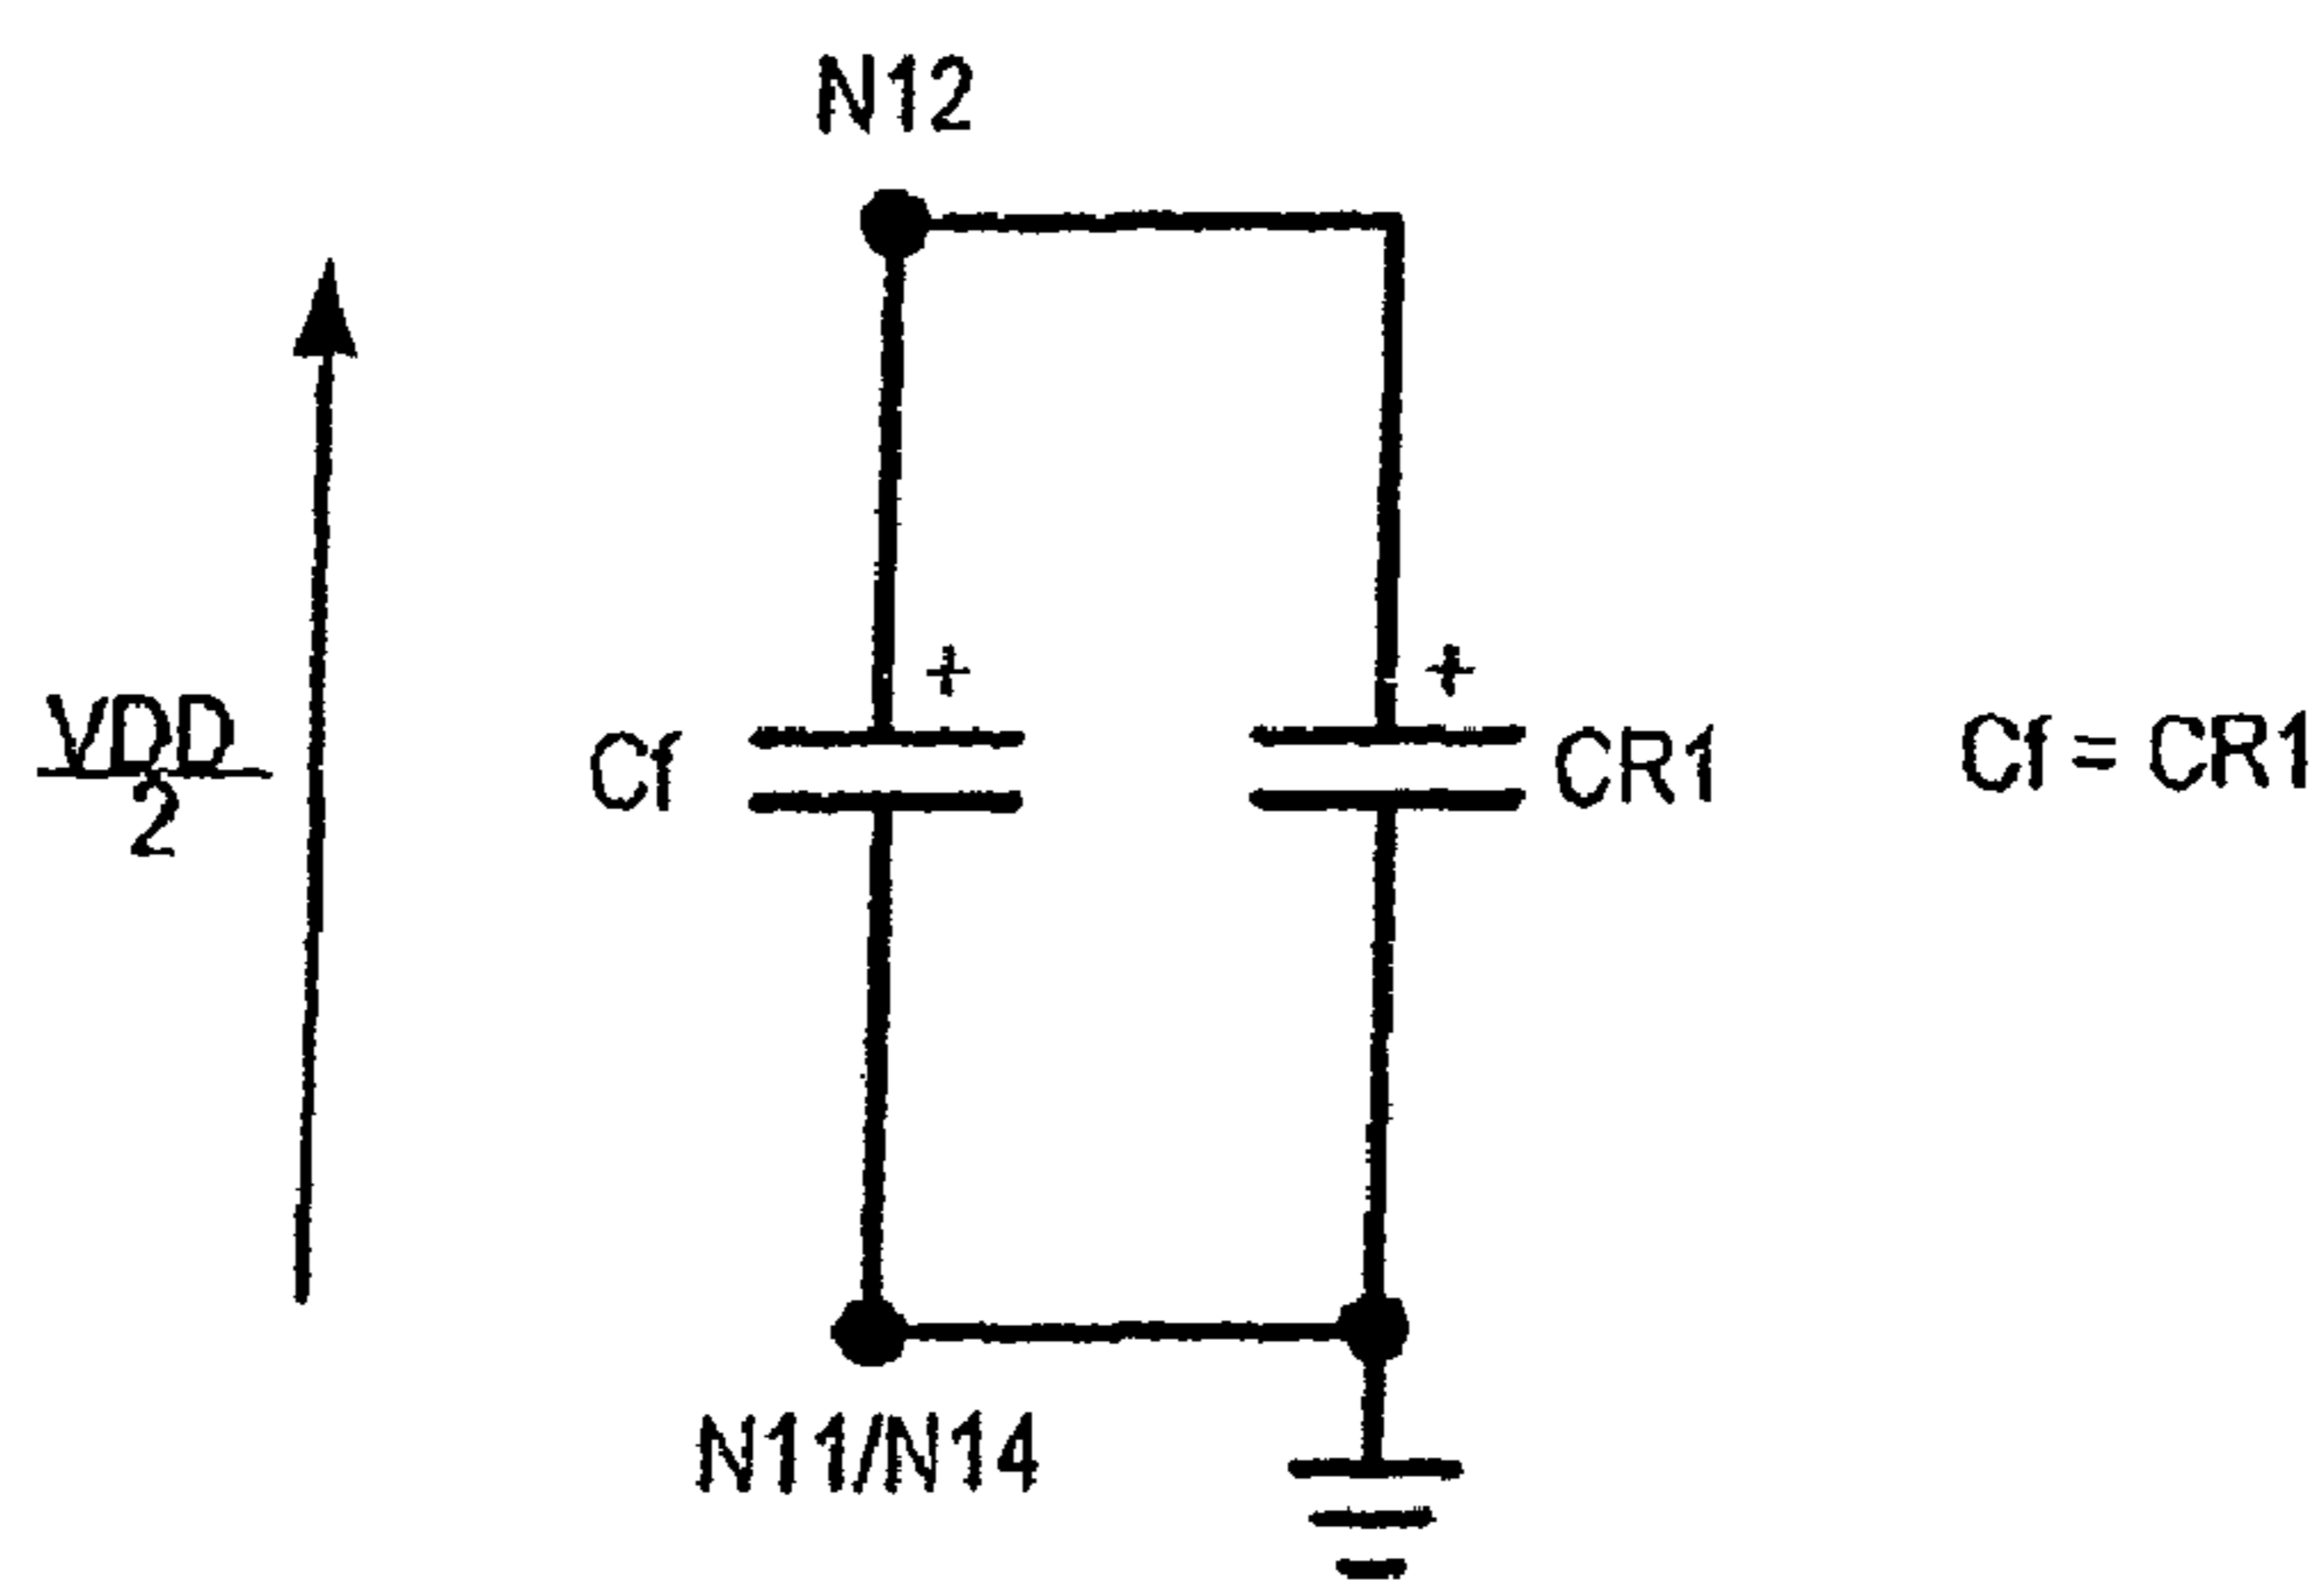 N12
+
+
VDD
2
Cf
CR1
Cf = CR1
N11/N14